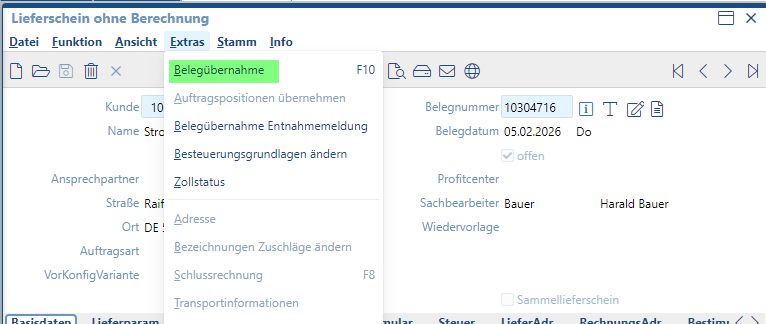 Lieferschein ohne Berechnung
Datei Funktion Ansicht Extras Stamm Info
Belegübernahme F10
Auftragspositionen übernehmen
Belegübernahme Entnahmemeldung
Besteuerungsgrundlagen ändern
Zollstatus
Adresse
Bezeichnungen Zuschläge ändern
Schlussrechnung F8
Transportinformationen
Kunde 10
Name Stro
Ansprechpartner
Straße Raif
Ort DE 5
Auftragsart
VorKonfigVariante
Belegnummer 10304716
Belegdatum 05.02.2026 Do
offen
Profitcenter
Sachbearbeiter Bauer Harald Bauer
Wiedervorlage
Sammellieferschein
Basisdaten Lieferparam mular Steuer LieferAdr RechnungsAdr Bestimu